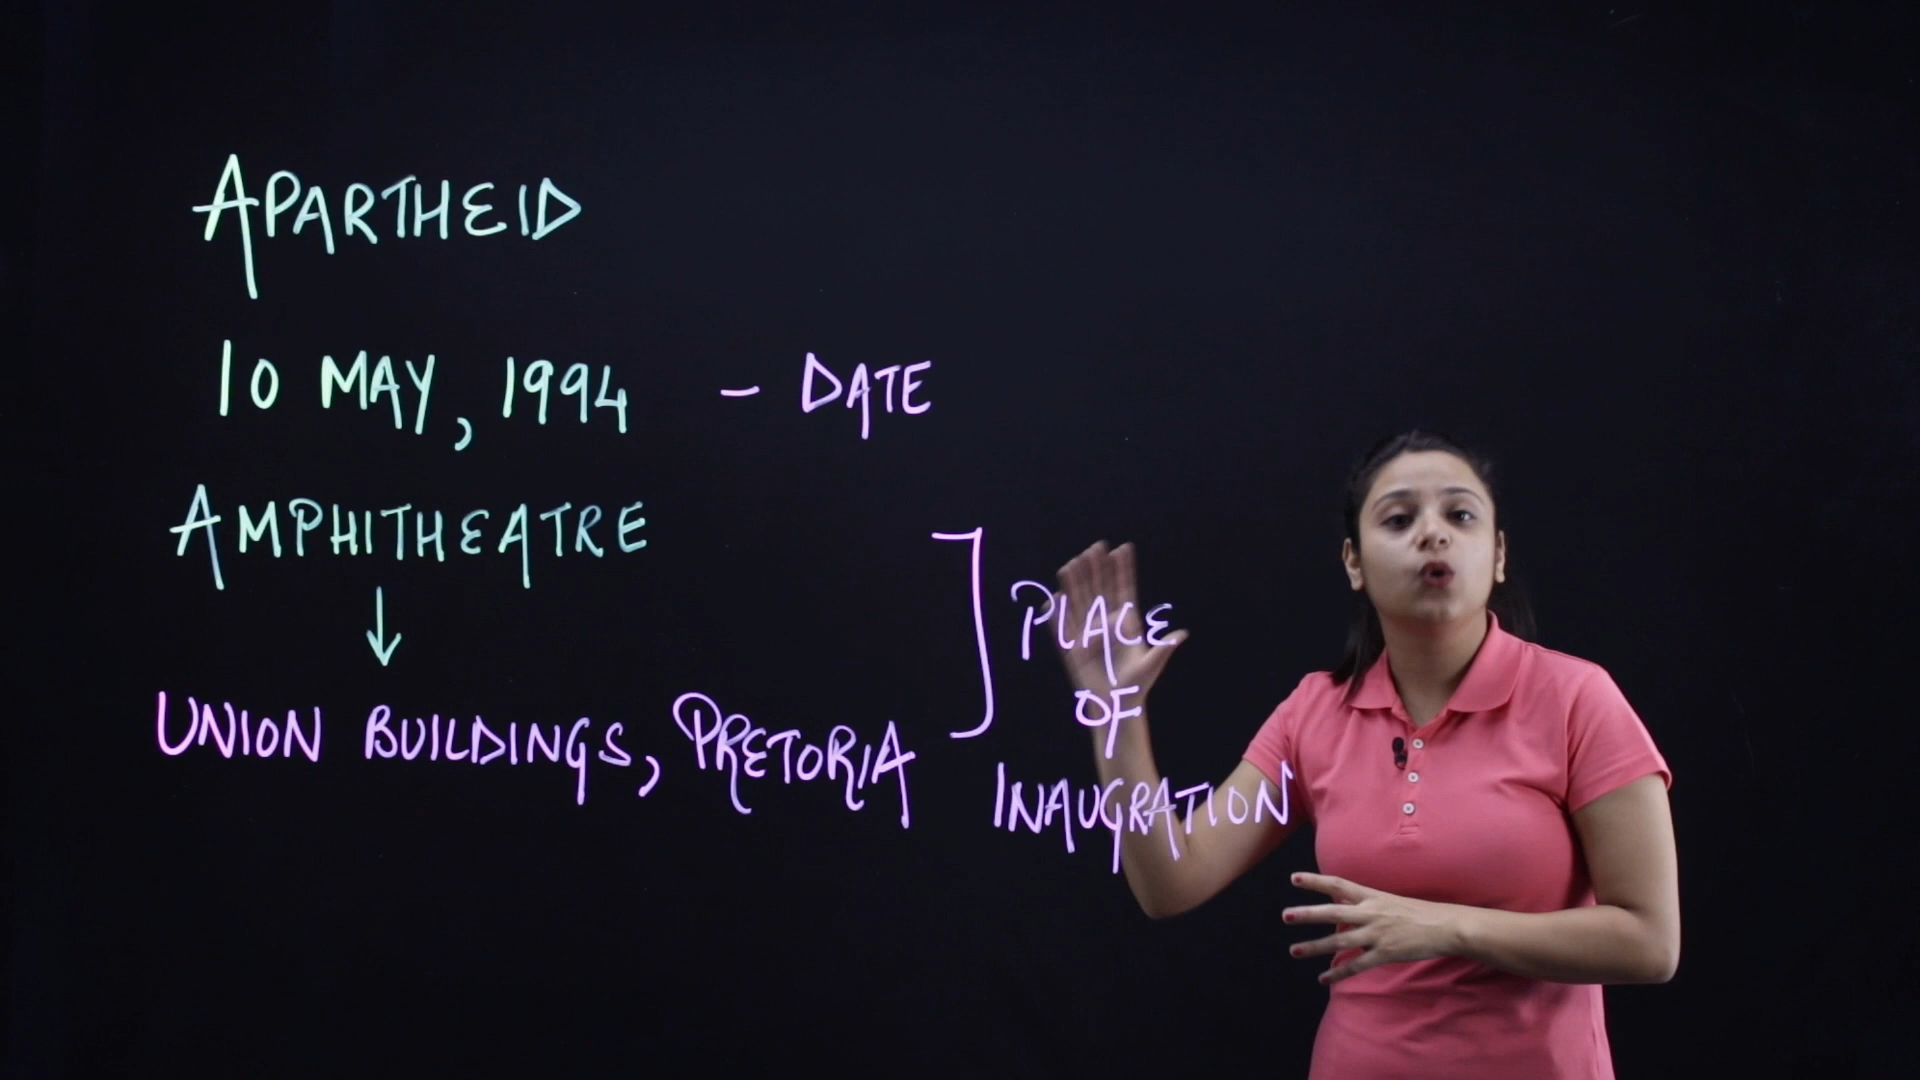 APARTHEID
10 MAY, 1994 - DATE
AMPHITHEATRE
↓
UNION BUILDINGS, PRETORIA
PLACE
OF
INAUGRATION